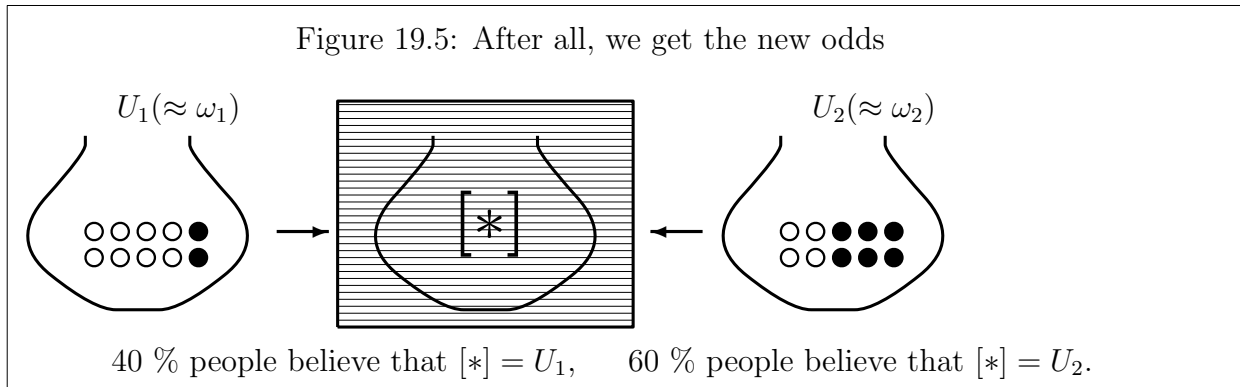 Figure 19.5: After all, we get the new odds
U₁(≈ ω₁)
U₂(≈ ω₂)
[*]
40 % people believe that [*] = U₁, 60 % people believe that [*] = U₂.